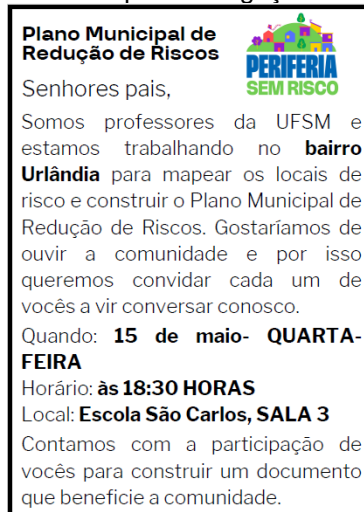 Plano Municipal de
Redução de Riscos
PERIFERIA
SEM RISCO
Senhores pais,
Somos professores da UFSM e
estamos trabalhando no bairro
Urlândia para mapear os locais de
risco e construir o Plano Municipal de
Redução de Riscos. Gostaríamos de
ouvir a comunidade e por isso
queremos convidar cada um de
vocês a vir conversar conosco.
Quando: 15 de maio- QUARTA-
FEIRA
Horário: às 18:30 HORAS
Local: Escola São Carlos, SALA 3
Contamos com a participação de
vocês para construir um documento
que beneficie a comunidade.